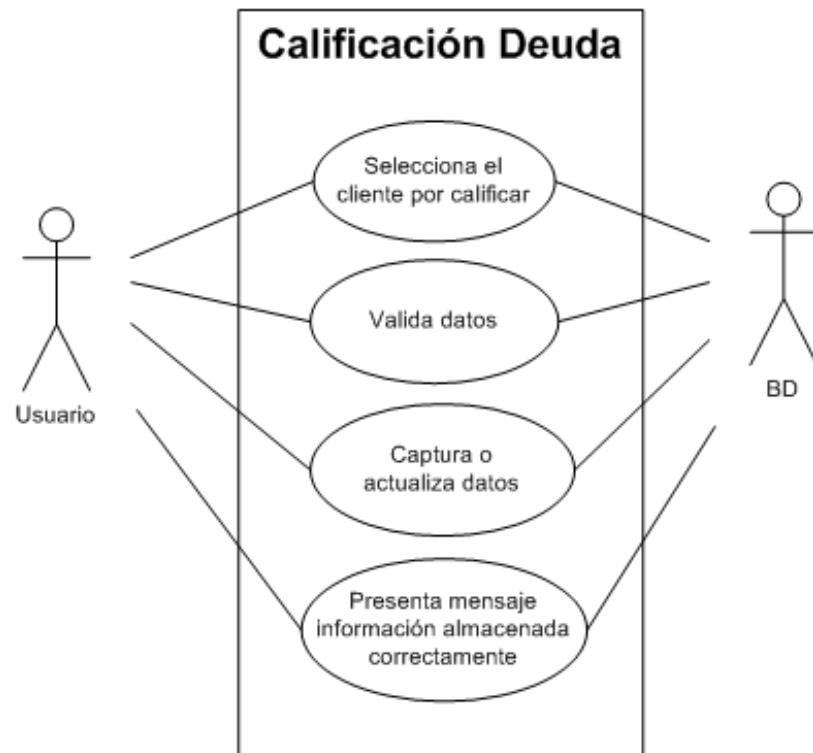 Calificación Deuda
Selecciona el
cliente por calificar
Valida datos
Usuario
BD
Captura o
actualiza datos
Presenta mensaje
información almacenada
correctamente